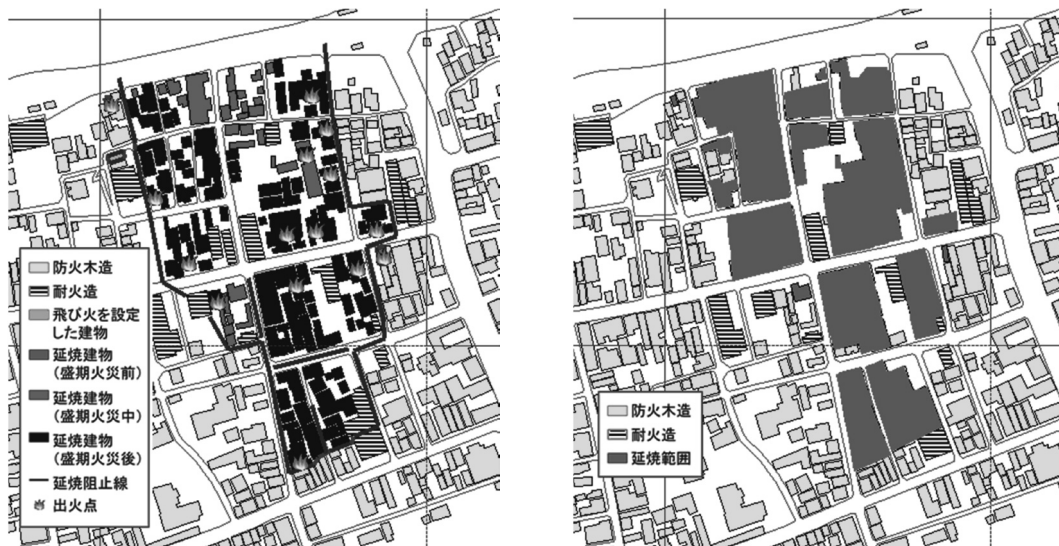 防火木造
耐火造
飛び火を設定
した建物
延焼建物
(盛期火災前)
延焼建物
(盛期火災中)
延焼建物
(盛期火災後)
延焼阻止線
出火点
防火木造
耐火造
延焼範囲